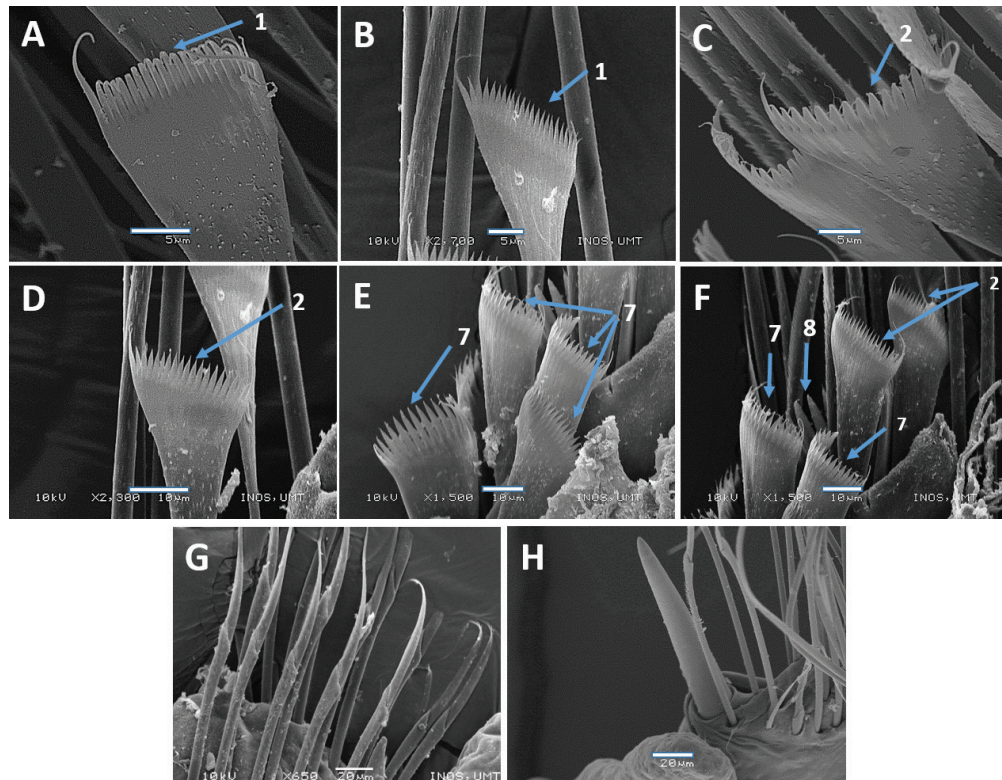 A
1
5µm
B
1
10kV X2,700 5µm INOS, UMT
C
2
5µm
D
2
10kV X2,300 10µm INOS, UMT
E
7
7
10kV X1,500 10µm INOS, UMT
F
7
8
2
7
10kV X1,500 10µm INOS, UMT
G
10kV X650 20µm INOS, UMT
H
20µm